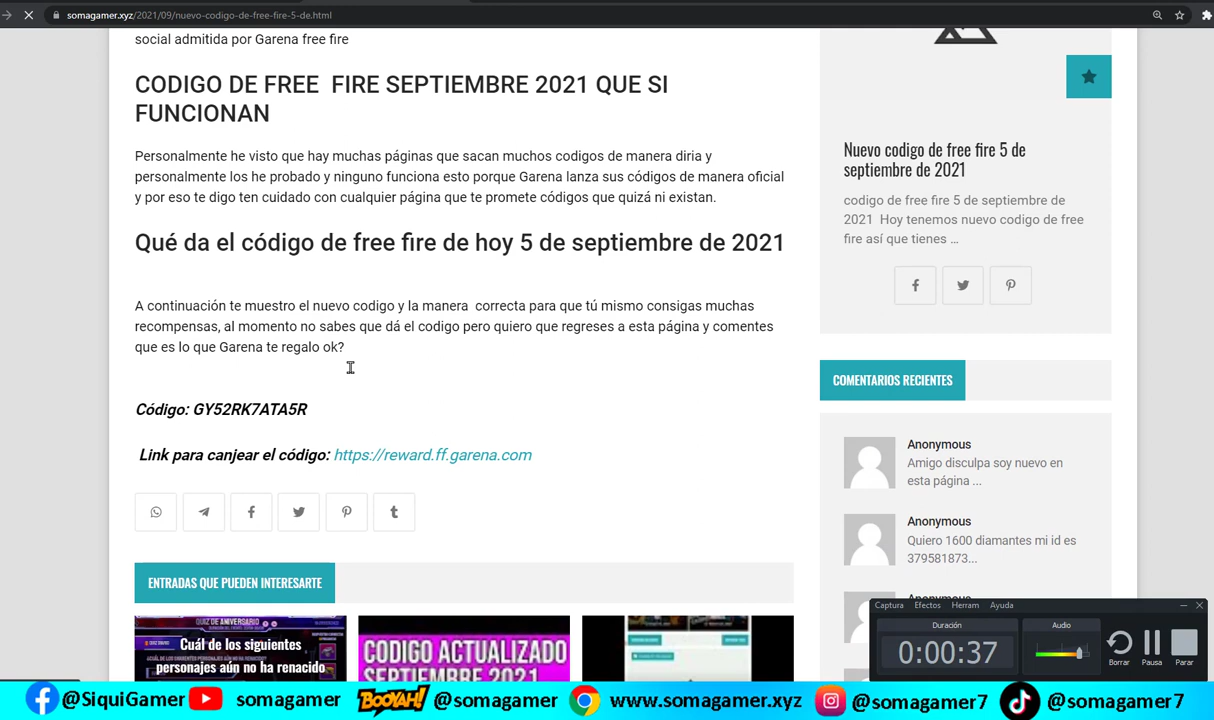 somagamer.xyz/2021/09/nuevo-codigo-de-free-fire-5-de.html
social admitida por Garena free fire
CODIGO DE FREE FIRE SEPTIEMBRE 2021 QUE SI
FUNCIONAN
Personalmente he visto que hay muchas páginas que sacan muchos codigos de manera diria y
personalmente los he probado y ninguno funciona esto porque Garena lanza sus códigos de manera oficial
y por eso te digo ten cuidado con cualquier página que te promete códigos que quizá ni existan.
Qué da el código de free fire de hoy 5 de septiembre de 2021
A continuación te muestro el nuevo codigo y la manera correcta para que tú mismo consigas muchas
recompensas, al momento no sabes que dá el codigo pero quiero que regreses a esta página y comentes
que es lo que Garena te regalo ok?
Código: GY52RK7ATA5R
Link para canjear el código: https://reward.ff.garena.com
ENTRADAS QUE PUEDEN INTERESARTE
QUIZ DE ANIVERSARIO
Cuál de los siguientes
personajes aún no ha renacido
CODIGO ACTUALIZADO
SEPTIEMBRE 2021
Nuevo codigo de free fire 5 de
septiembre de 2021
codigo de free fire 5 de septiembre de
2021 Hoy tenemos nuevo codigo de free
fire así que tienes ...
COMENTARIOS RECIENTES
Anonymous
Amigo disculpa soy nuevo en
esta página ...
Anonymous
Quiero 1600 diamantes mi id es
379581873...
Captura Efectos Herram Ayuda
Duración
Audio
0:00:37
Borrar Pausa Parar
@SiquiGamer somagamer BOOYAH! @somagamer www.somagamer.xyz @somagamer7 @somagamer7